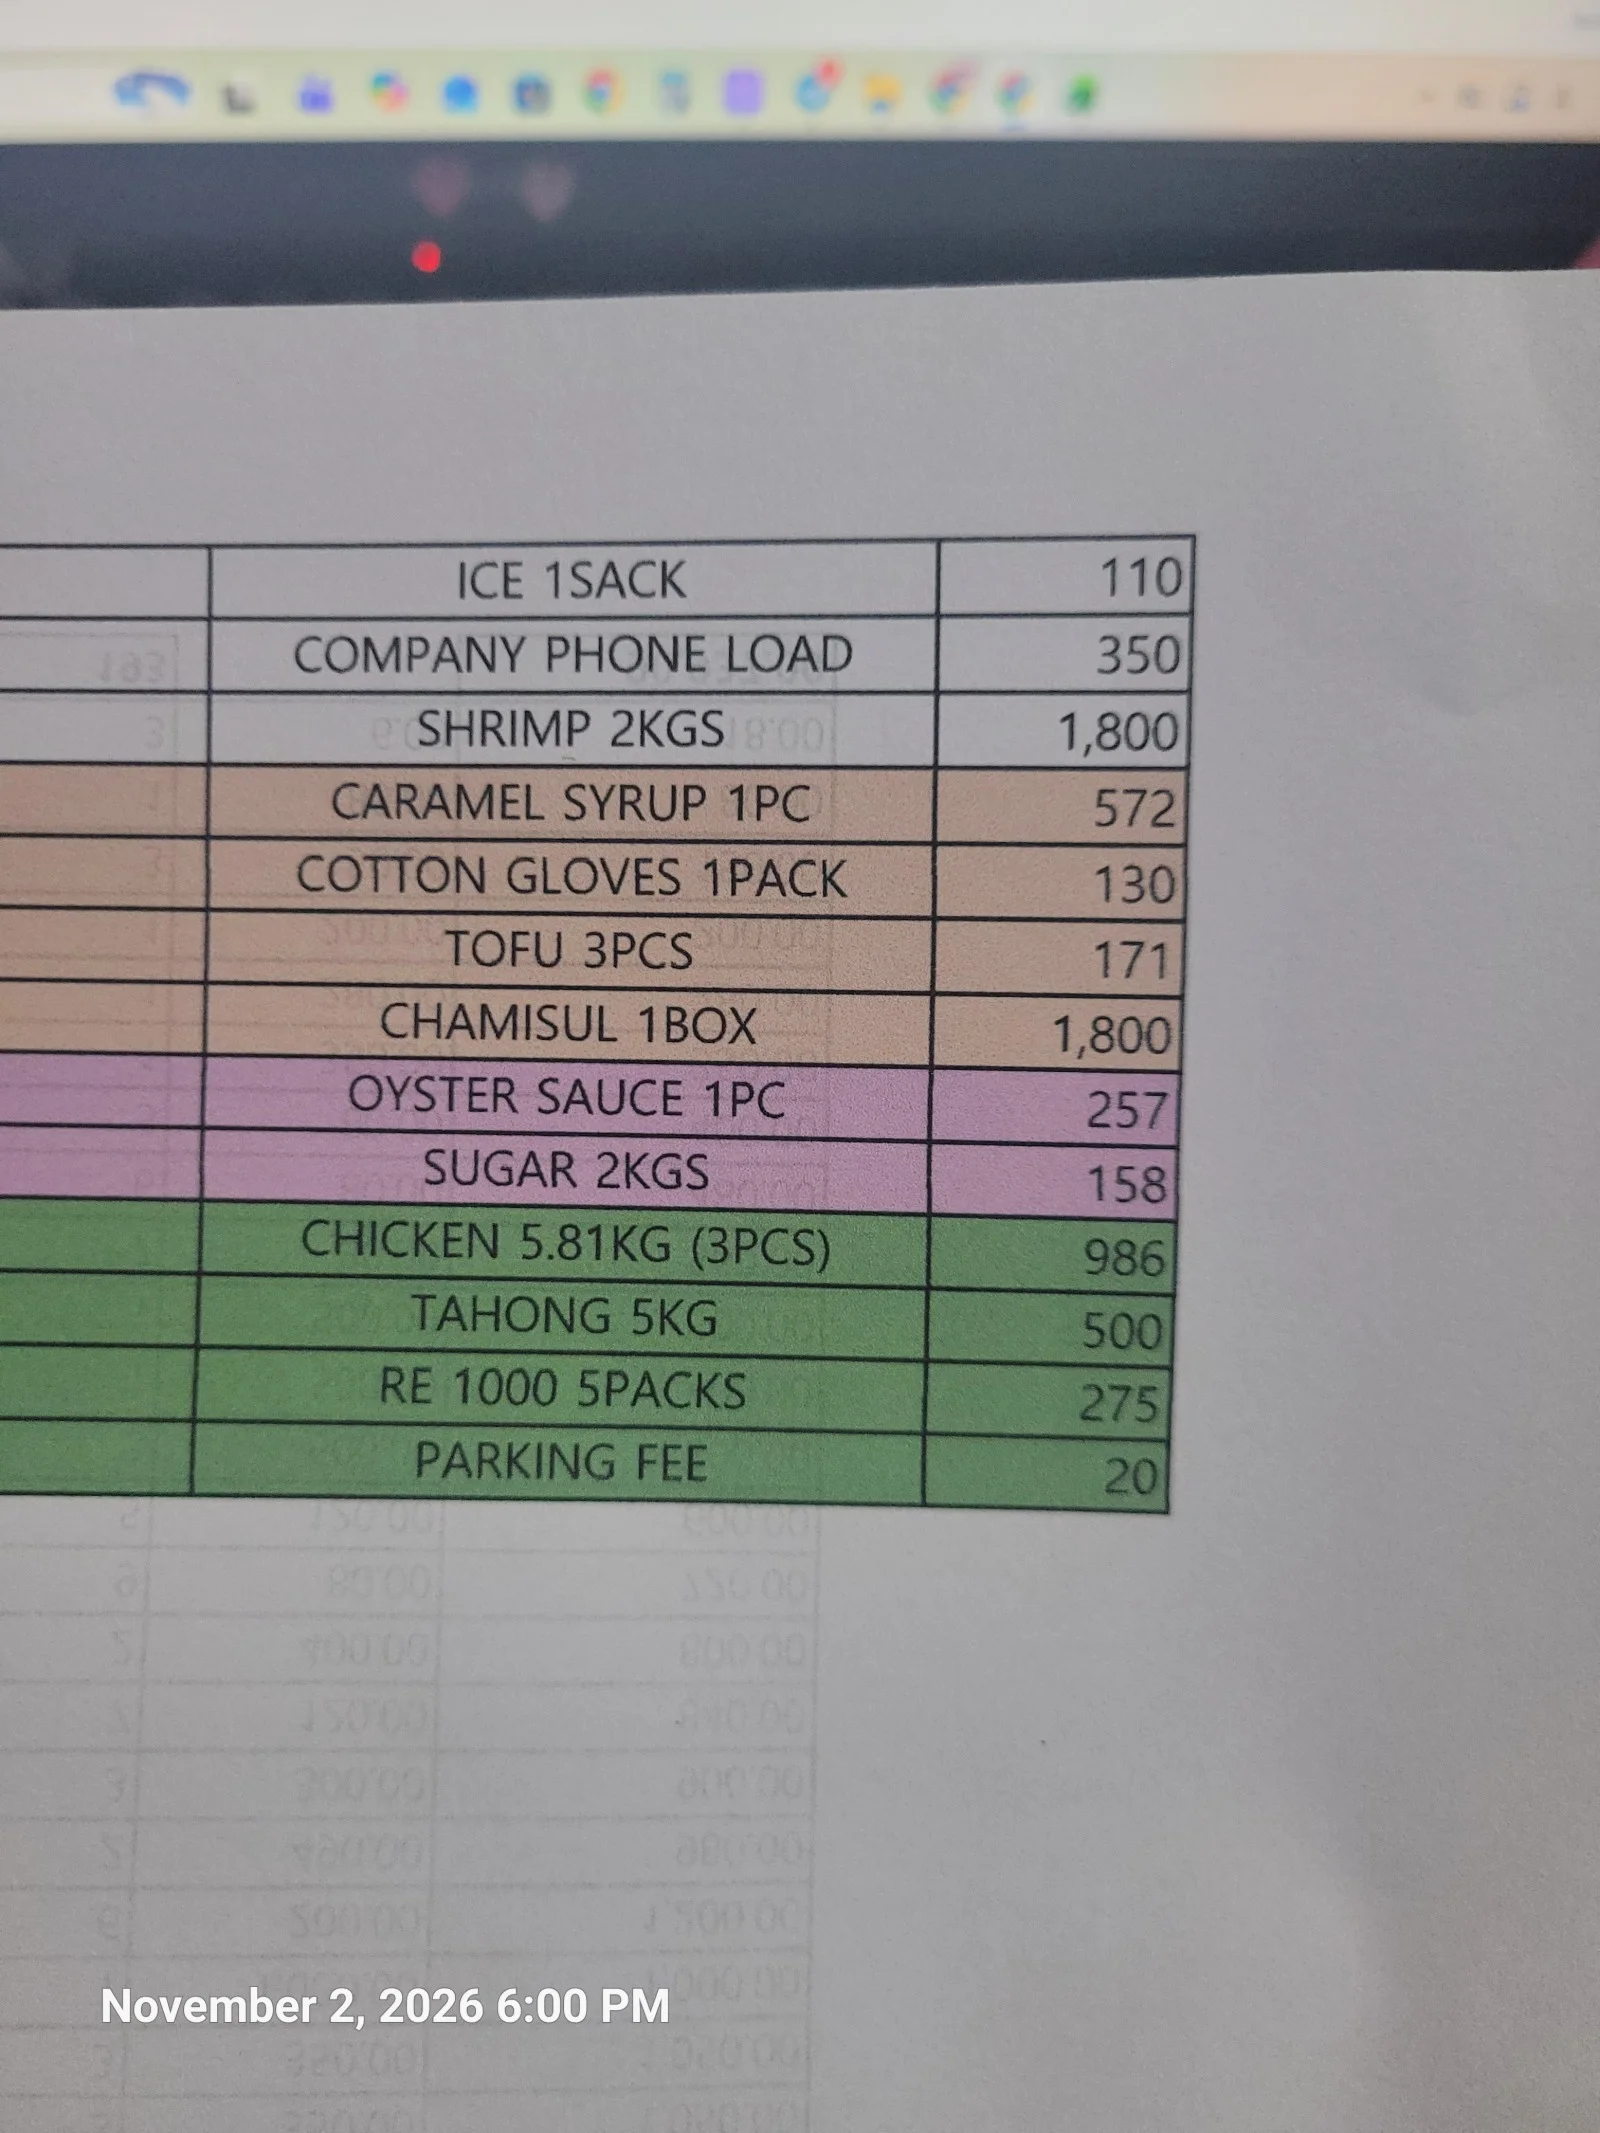 ICE 1SACK 110
COMPANY PHONE LOAD 350
SHRIMP 2KGS 1,800
CARAMEL SYRUP 1PC 572
COTTON GLOVES 1PACK 130
TOFU 3PCS 171
CHAMISUL 1BOX 1,800
OYSTER SAUCE 1PC 257
SUGAR 2KGS 158
CHICKEN 5.81KG (3PCS) 986
TAHONG 5KG 500
RE 1000 5PACKS 275
PARKING FEE 20
November 2, 2026 6:00 PM